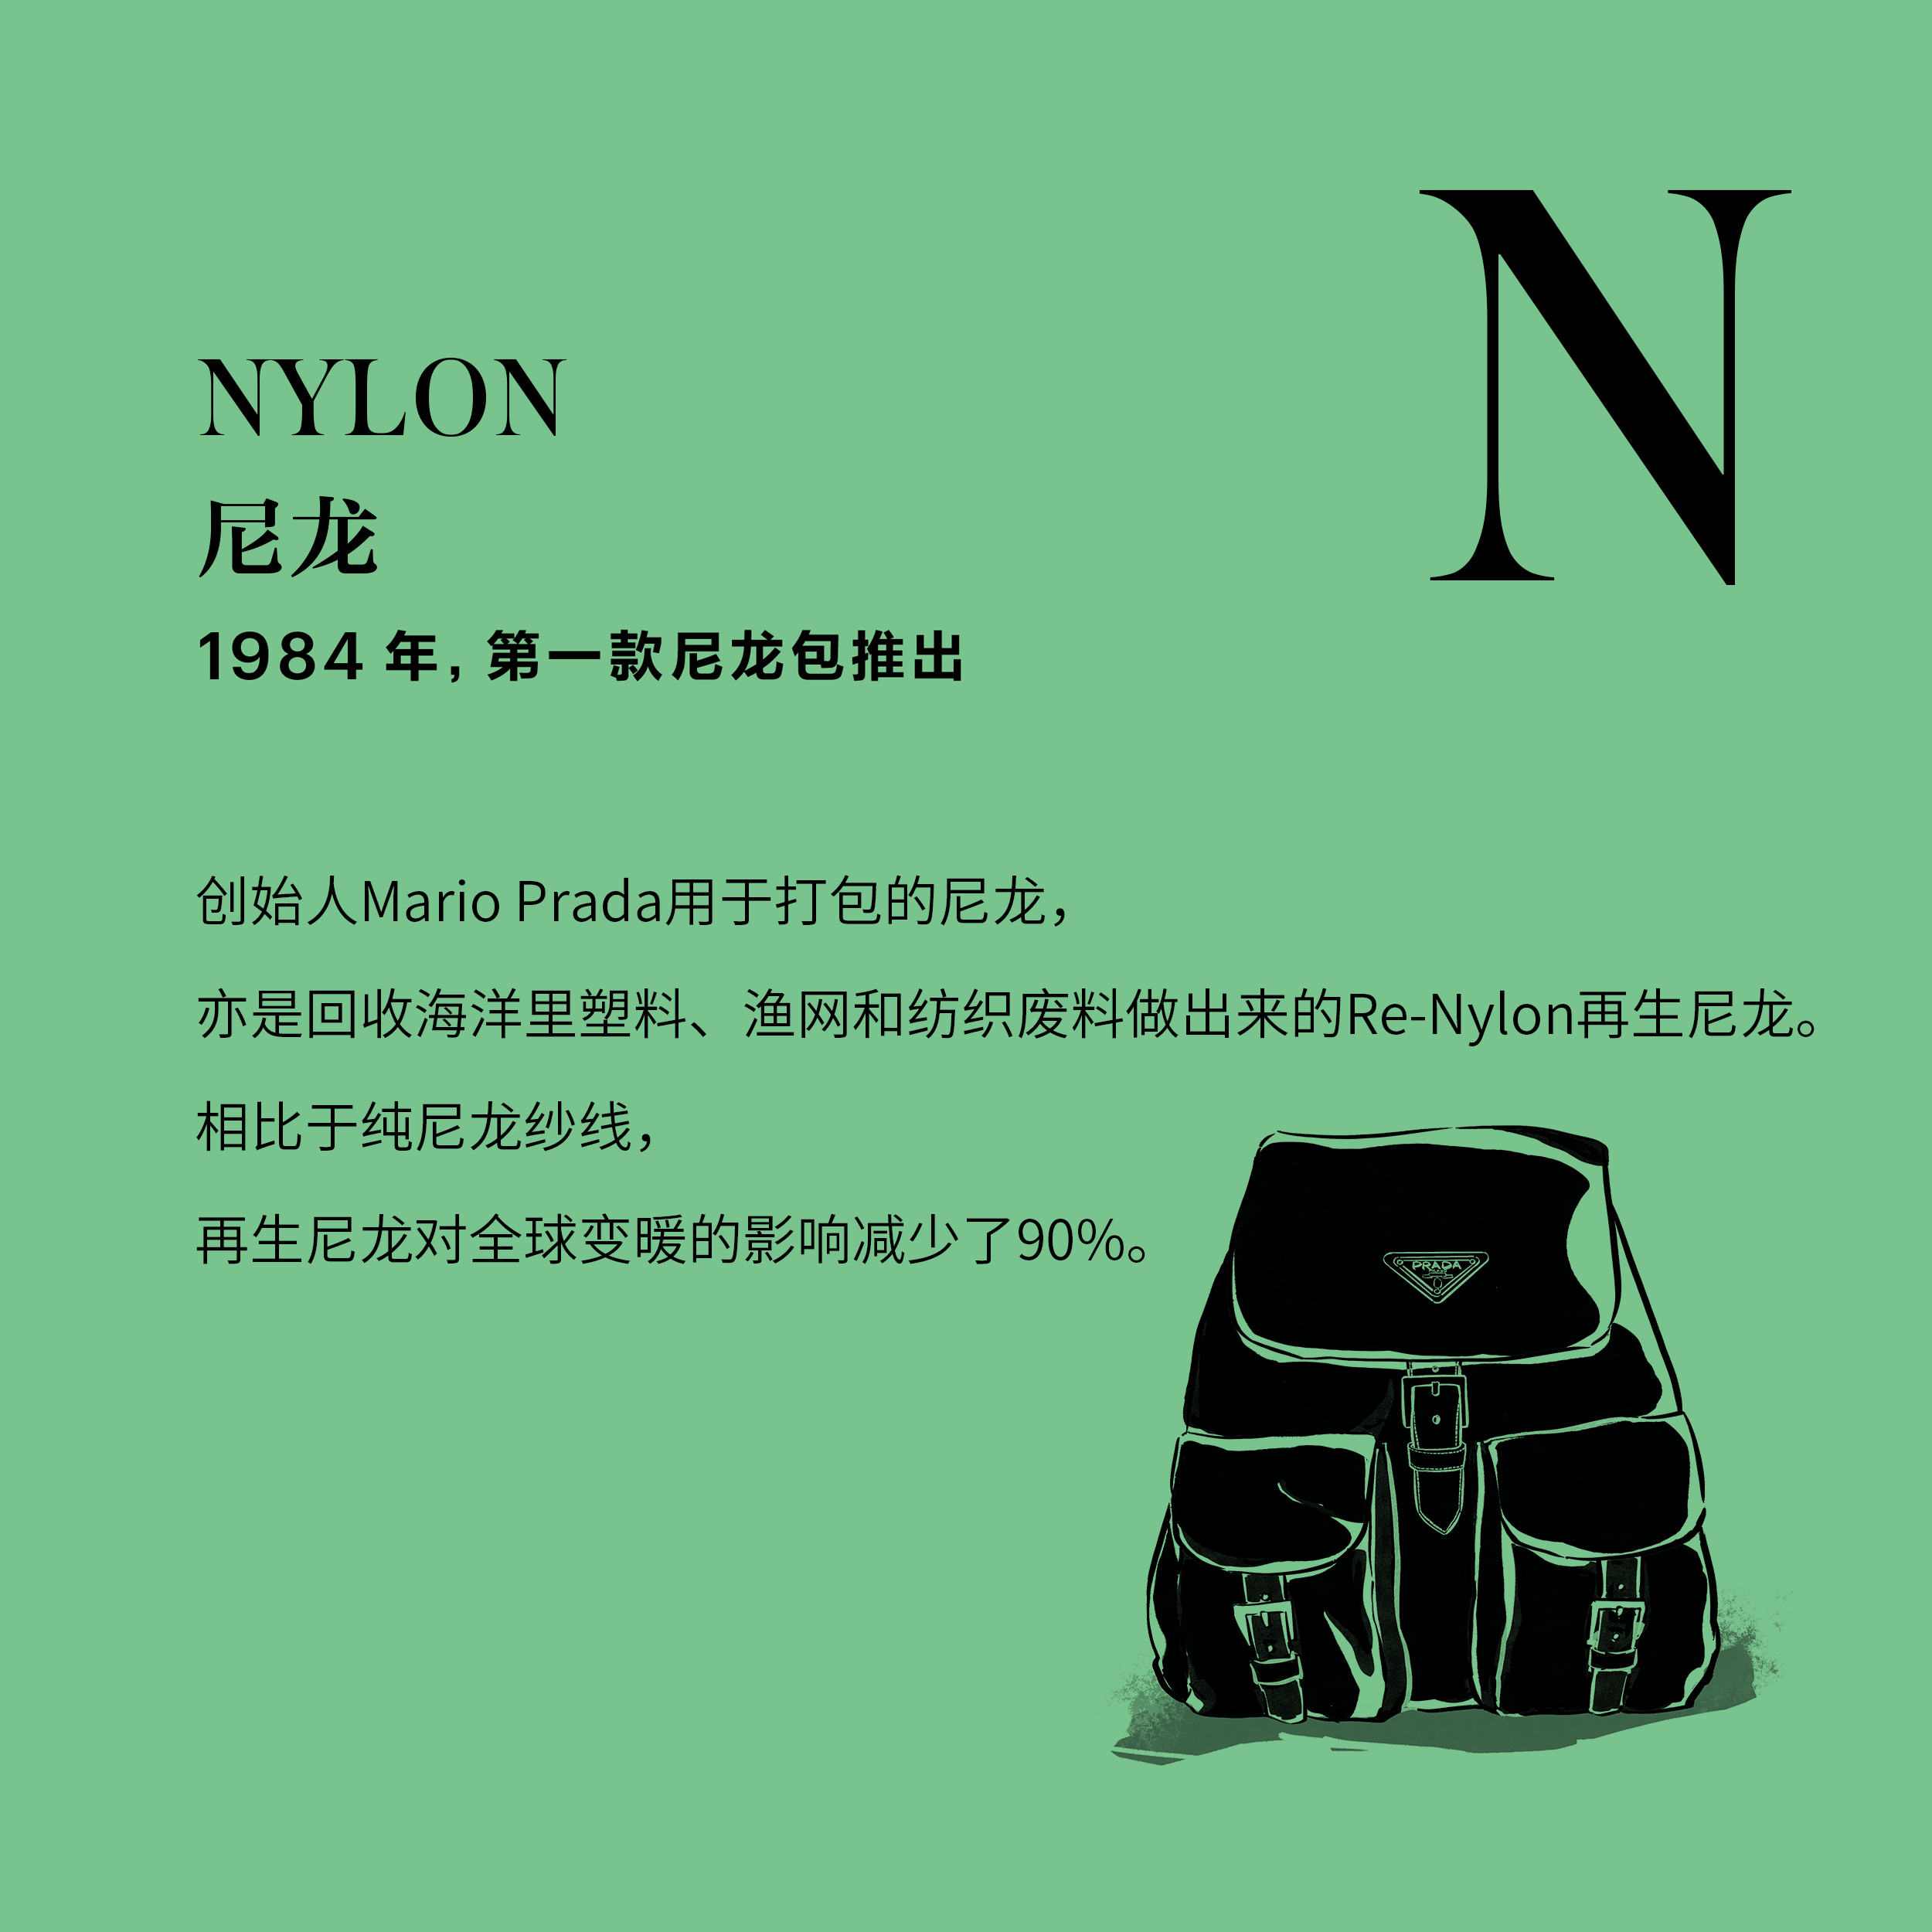 N
NYLON
尼龙
1984 年, 第一款尼龙包推出
创始人Mario Prada用于打包的尼龙，
亦是回收海洋里塑料、渔网和纺织废料做出来的Re-Nylon再生尼龙。
相比于纯尼龙纱线，
再生尼龙对全球变暖的影响减少了90%。
PRADA